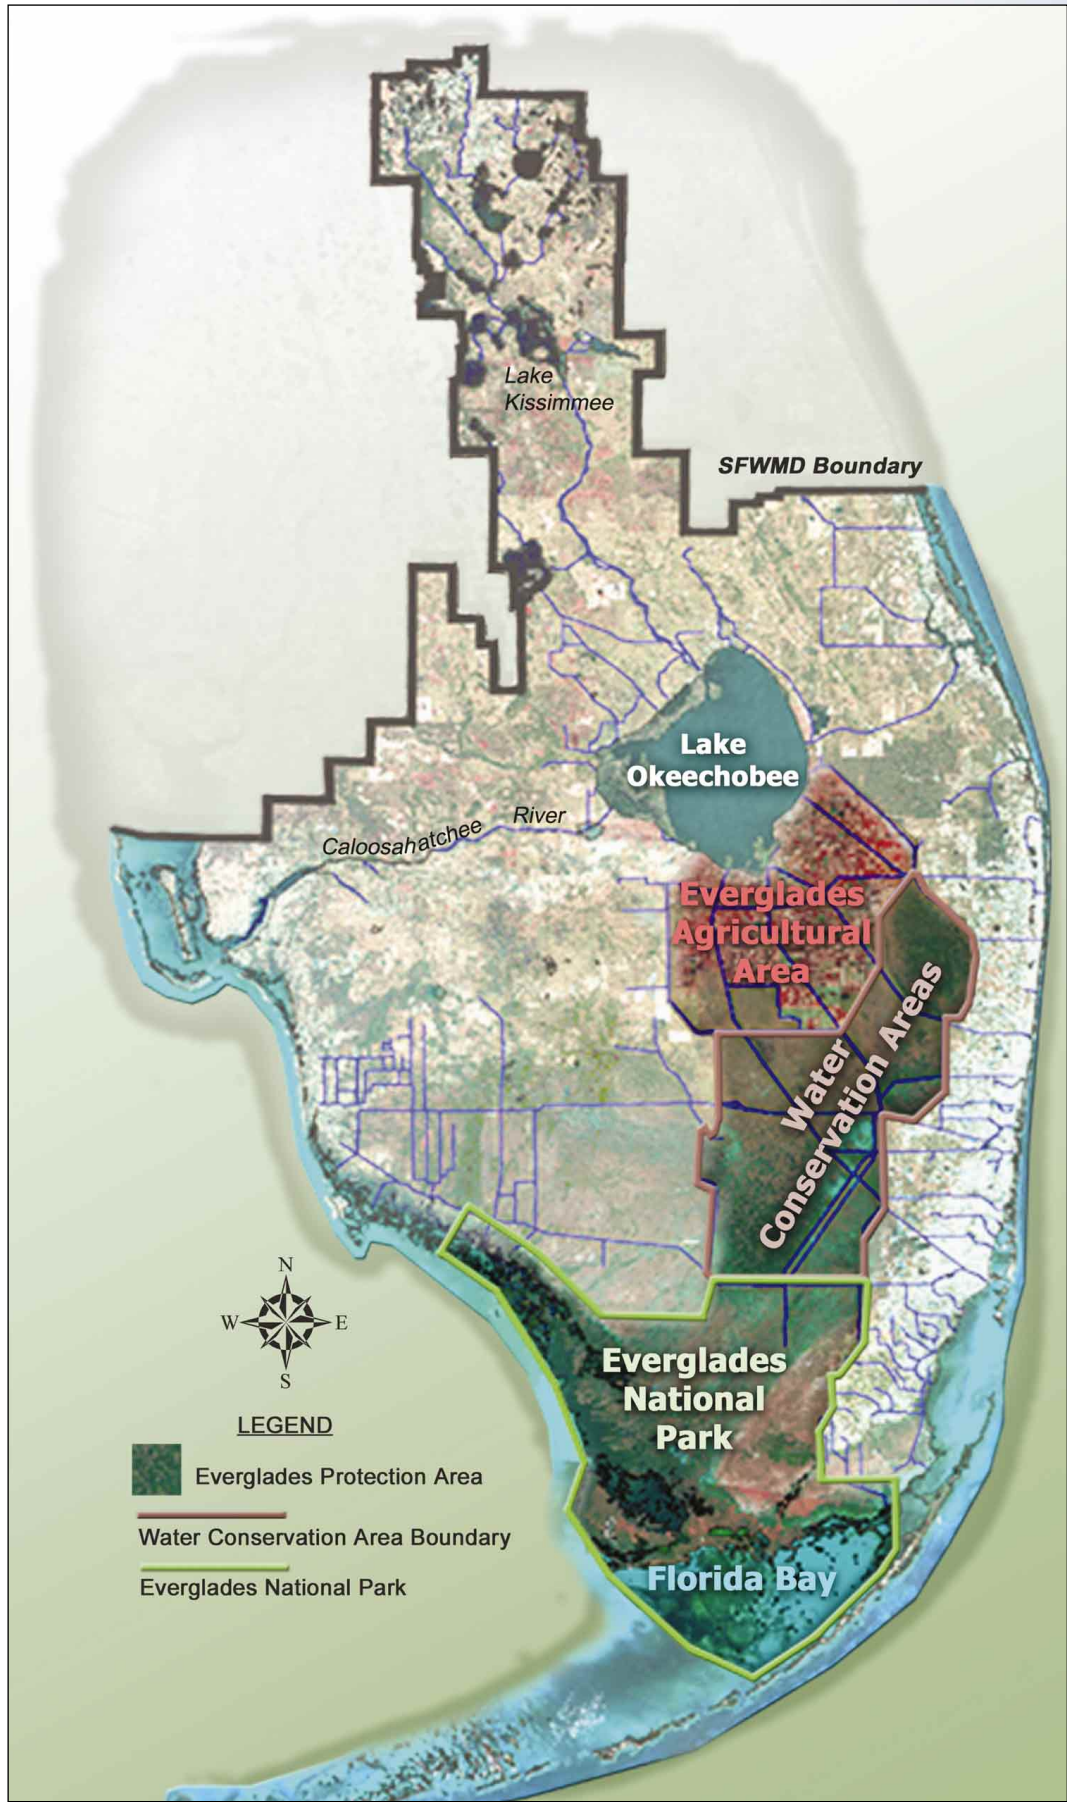 Lake
Kissimmee
SFWMD Boundary
Lake
Okeechobee
Caloosahatchee River
Everglades
Agricultural
Area
Water
Conservation Areas
N
W E
S
Everglades
National
Park
LEGEND
Everglades Protection Area
Water Conservation Area Boundary
Everglades National Park
Florida Bay